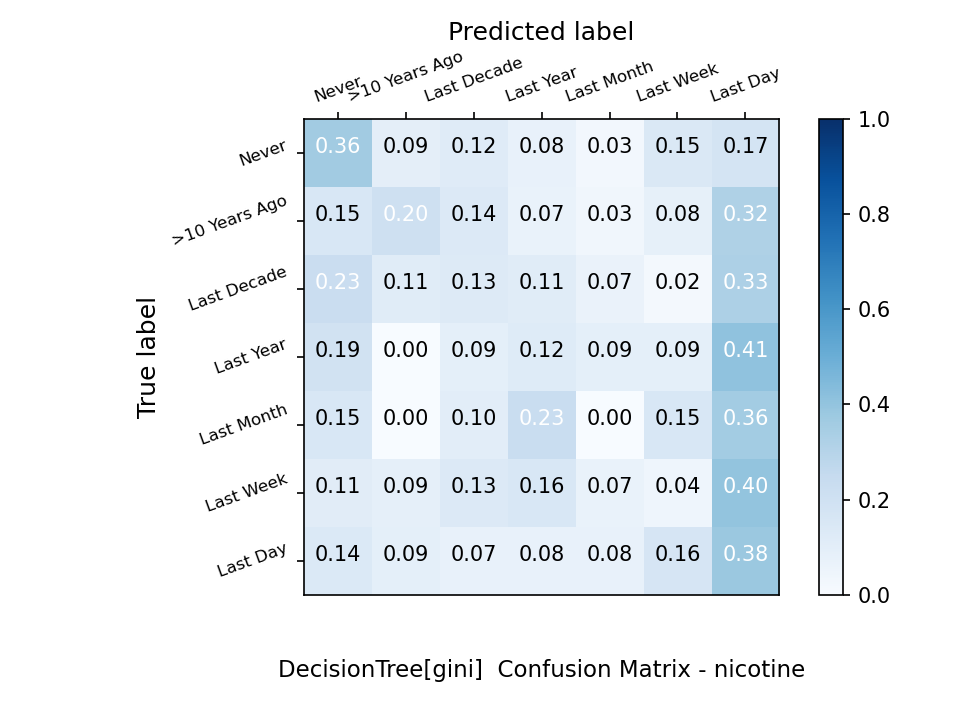 Predicted label
Never >10 Years Ago Last Decade Last Year Last Month Last Week Last Day
Never 0.36 0.09 0.12 0.08 0.03 0.15 0.17
>10 Years Ago 0.15 0.20 0.14 0.07 0.03 0.08 0.32
Last Decade 0.23 0.11 0.13 0.11 0.07 0.02 0.33
Last Year 0.19 0.00 0.09 0.12 0.09 0.09 0.41
Last Month 0.15 0.00 0.10 0.23 0.00 0.15 0.36
Last Week 0.11 0.09 0.13 0.16 0.07 0.04 0.40
Last Day 0.14 0.09 0.07 0.08 0.08 0.16 0.38
True label
1.0
0.8
0.6
0.4
0.2
0.0
DecisionTree[gini]  Confusion Matrix - nicotine